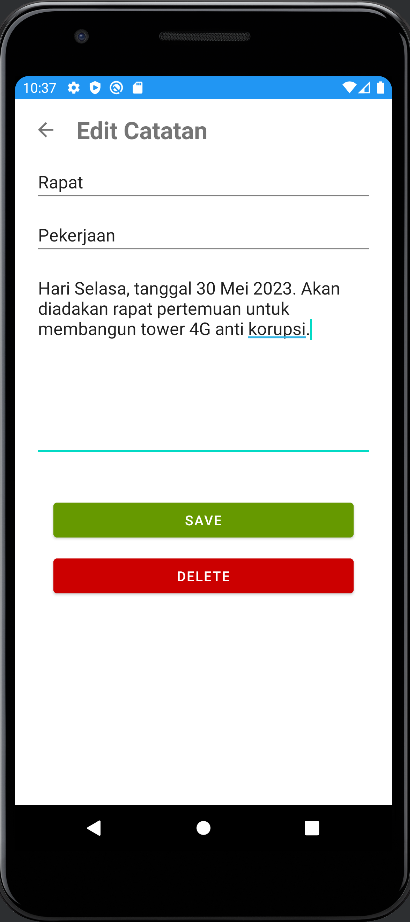 10:37
Edit Catatan
Rapat
Pekerjaan
Hari Selasa, tanggal 30 Mei 2023. Akan
diadakan rapat pertemuan untuk
membangun tower 4G anti korupsi.
SAVE
DELETE